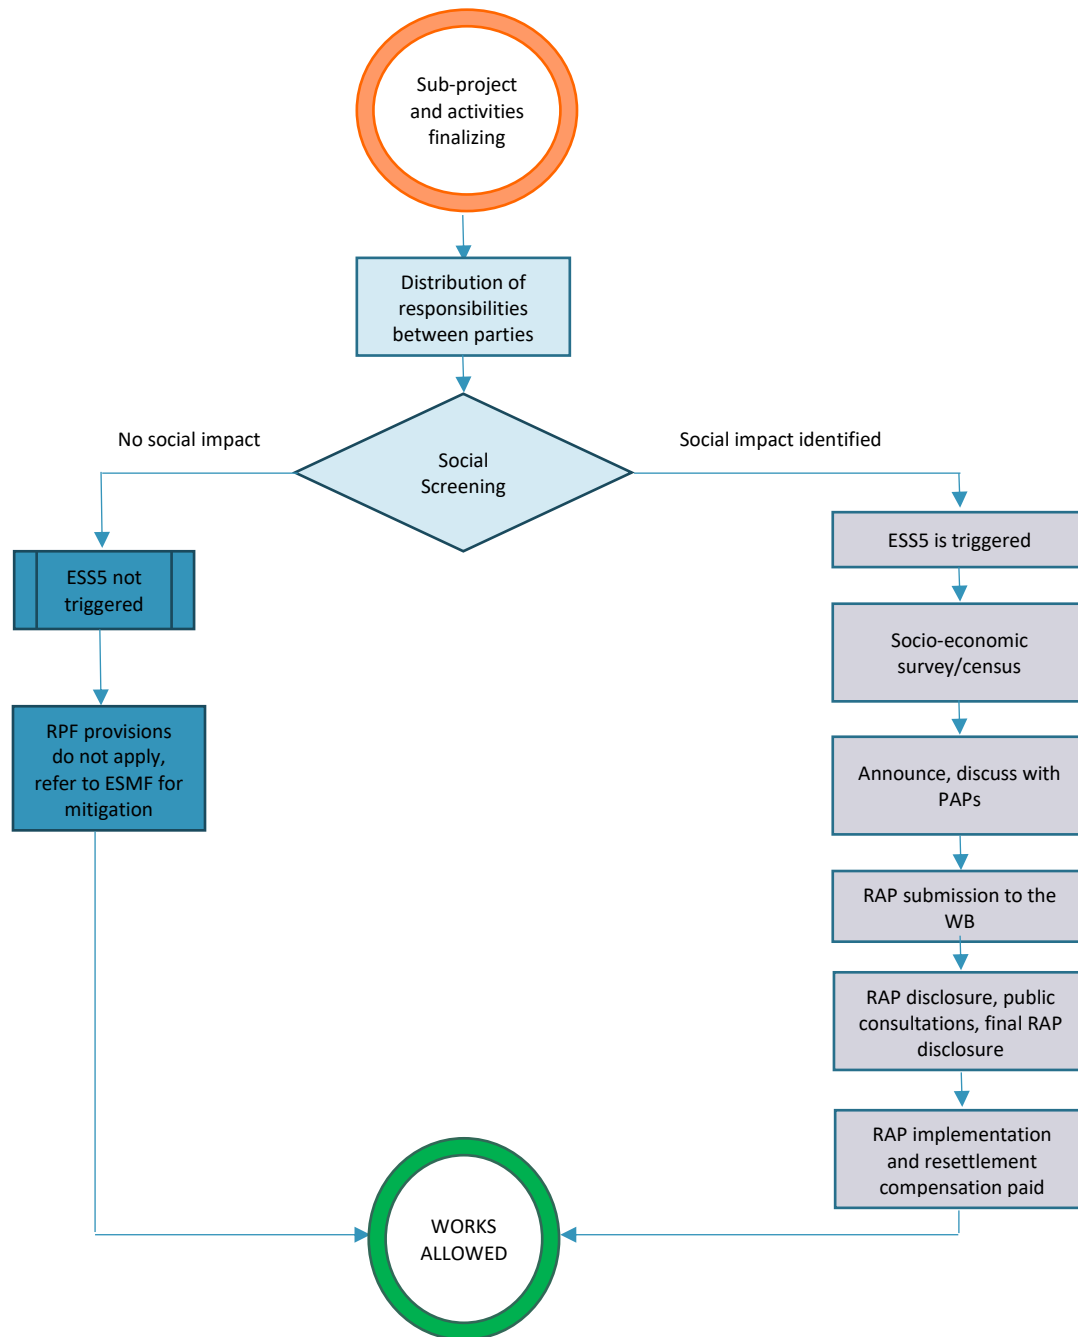 Sub-project
and activities
finalizing
Distribution of
responsibilities
between parties
No social impact
Social impact identified
Social
Screening
ESS5 not
triggered
RPF provisions
do not apply,
refer to ESMF for
mitigation
ESS5 is triggered
Socio-economic
survey/census
Announce, discuss with
PAPs
RAP submission to the
WB
RAP disclosure, public
consultations, final RAP
disclosure
RAP implementation
and resettlement
compensation paid
WORKS
ALLOWED